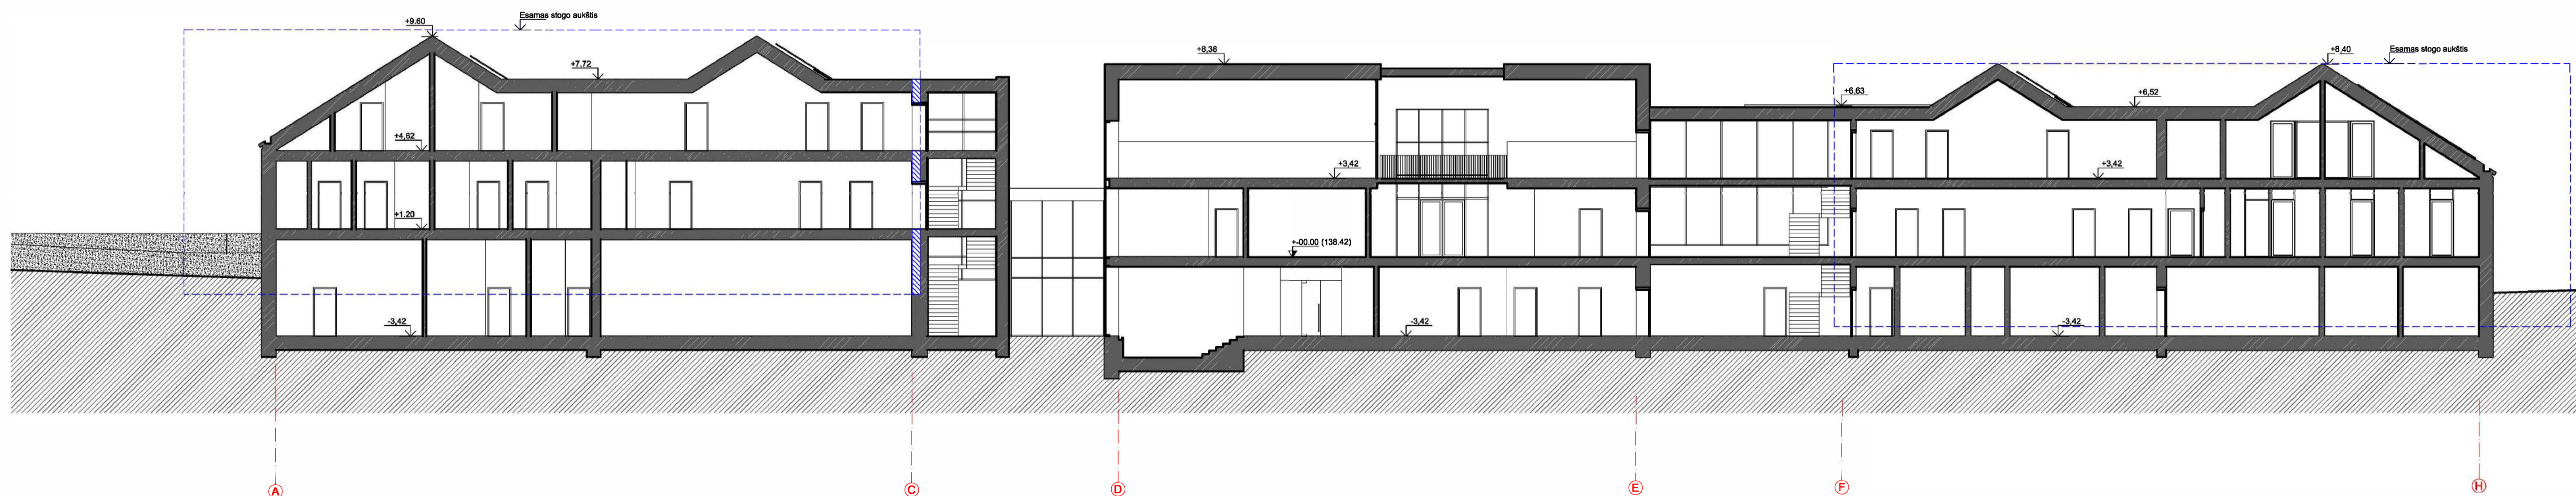 Esamas stogo aukštis
+9.60
+8,38
+8,40
Esamas stogo aukštis
+7.72
+6,63
+6,52
+4,62
+3,42
+3,42
+1.20
+-00.00 (138.42)
-3,42
-3,42
-3,42
A
C
D
E
F
H